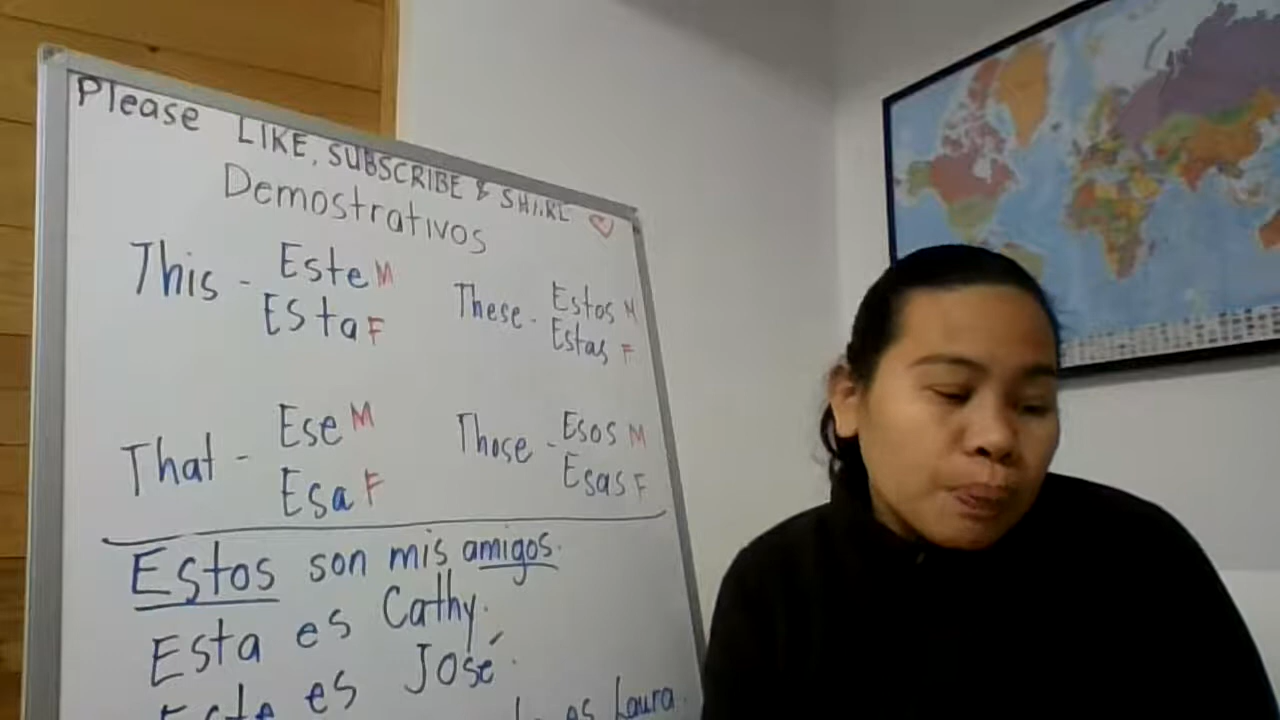 Please LIKE, SUBSCRIBE & SHARE
Demostrativos
This - Este M
Esta F
These - Estos M
Estas F
That - Ese M
Esa F
Those - Esos M
Esas F
Estos son mis amigos.
Esta es Cathy.
Este es José.
es Laura.